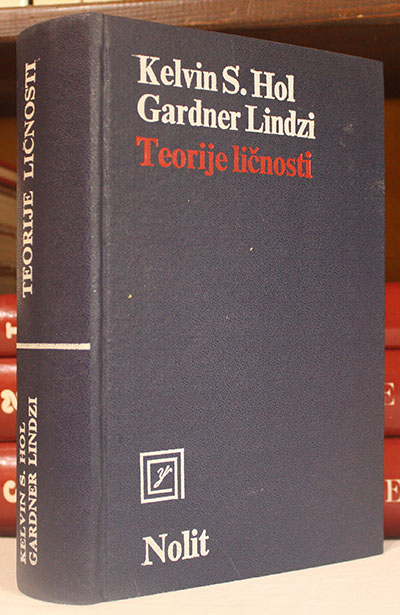 Kelvin S. Hol
Gardner Lindzi
Teorije ličnosti
Nolit
TEORIJE LIČNOSTI
KELVIN S. HOL
GARDNER LINDZI